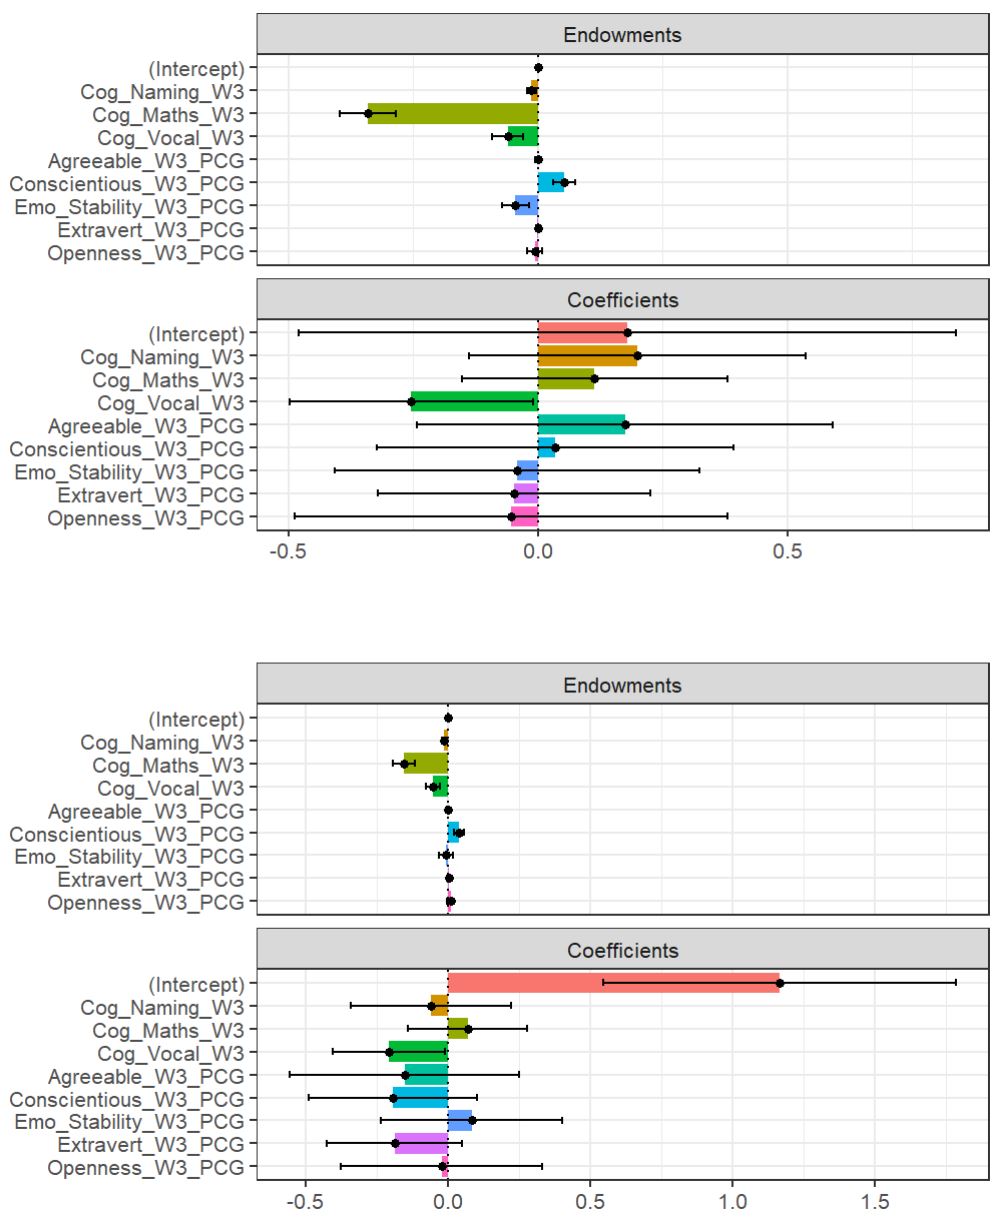 Endowments
(Intercept)
Cog_Naming_W3
Cog_Maths_W3
Cog_Vocal_W3
Agreeable_W3_PCG
Conscientious_W3_PCG
Emo_Stability_W3_PCG
Extravert_W3_PCG
Openness_W3_PCG
Coefficients
(Intercept)
Cog_Naming_W3
Cog_Maths_W3
Cog_Vocal_W3
Agreeable_W3_PCG
Conscientious_W3_PCG
Emo_Stability_W3_PCG
Extravert_W3_PCG
Openness_W3_PCG
-0.5 0.0 0.5
Endowments
(Intercept)
Cog_Naming_W3
Cog_Maths_W3
Cog_Vocal_W3
Agreeable_W3_PCG
Conscientious_W3_PCG
Emo_Stability_W3_PCG
Extravert_W3_PCG
Openness_W3_PCG
Coefficients
(Intercept)
Cog_Naming_W3
Cog_Maths_W3
Cog_Vocal_W3
Agreeable_W3_PCG
Conscientious_W3_PCG
Emo_Stability_W3_PCG
Extravert_W3_PCG
Openness_W3_PCG
-0.5 0.0 0.5 1.0 1.5